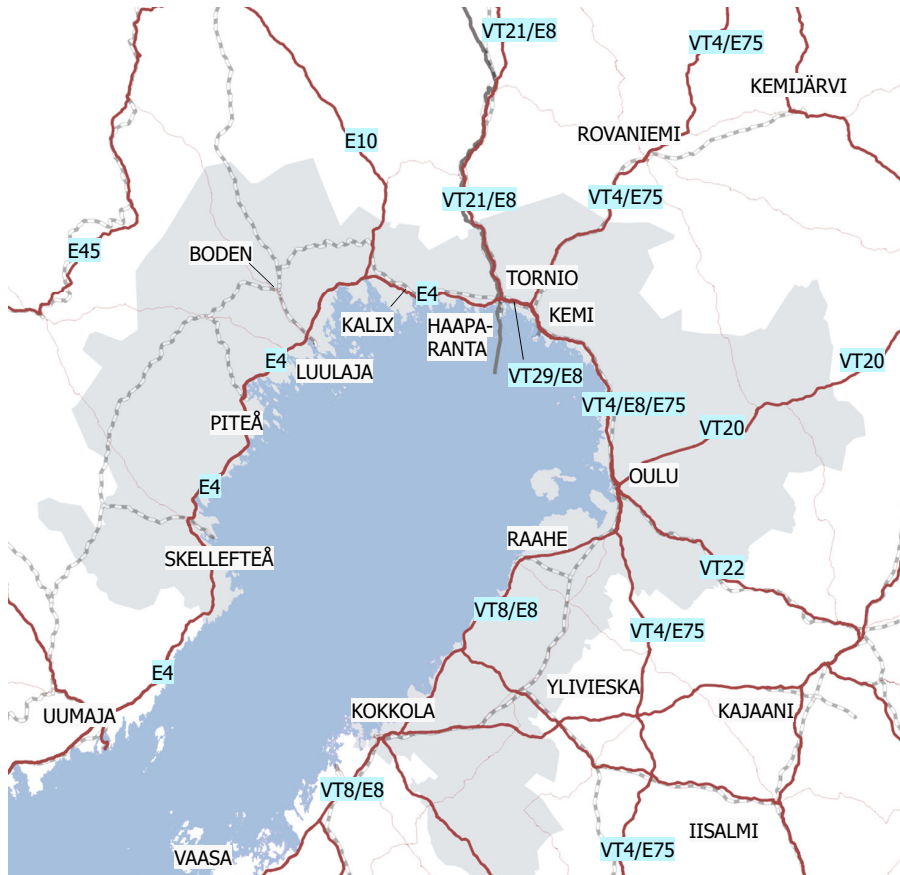 VT21/E8
VT4/E75
KEMIJÄRVI
ROVANIEMI
E10
VT21/E8
VT4/E75
E45
BODEN
TORNIO
E4
KALIX
HAAPA-
RANTA
KEMI
E4
LUULAJA
VT29/E8
VT20
VT4/E8/E75
PITEÅ
VT20
E4
OULU
RAAHE
SKELLEFTEÅ
VT22
VT8/E8
VT4/E75
E4
YLIVIESKA
UUMAJA
KOKKOLA
KAJAANI
VT8/E8
IISALMI
VT4/E75
VAASA